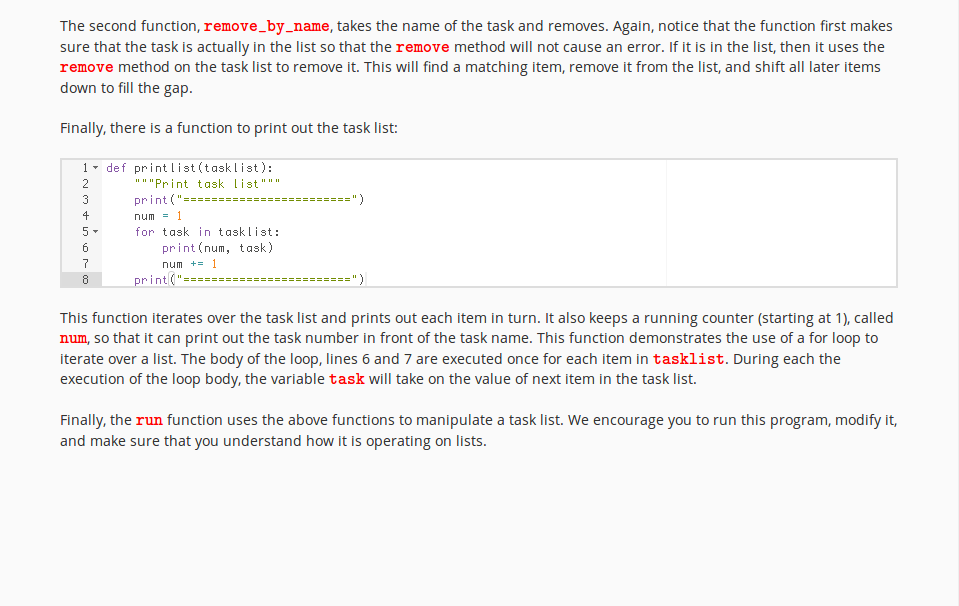 The second function, remove_by_name, takes the name of the task and removes. Again, notice that the function first makes
sure that the task is actually in the list so that the remove method will not cause an error. If it is in the list, then it uses the
remove method on the task list to remove it. This will find a matching item, remove it from the list, and shift all later items
down to fill the gap.
Finally, there is a function to print out the task list:
1 def printlist(tasklist):
2     """Print task list"""
3     print("========================")
4     num = 1
5     for task in tasklist:
6         print(num, task)
7         num += 1
8     print("========================")
This function iterates over the task list and prints out each item in turn. It also keeps a running counter (starting at 1), called
num, so that it can print out the task number in front of the task name. This function demonstrates the use of a for loop to
iterate over a list. The body of the loop, lines 6 and 7 are executed once for each item in tasklist. During each the
execution of the loop body, the variable task will take on the value of next item in the task list.
Finally, the run function uses the above functions to manipulate a task list. We encourage you to run this program, modify it,
and make sure that you understand how it is operating on lists.